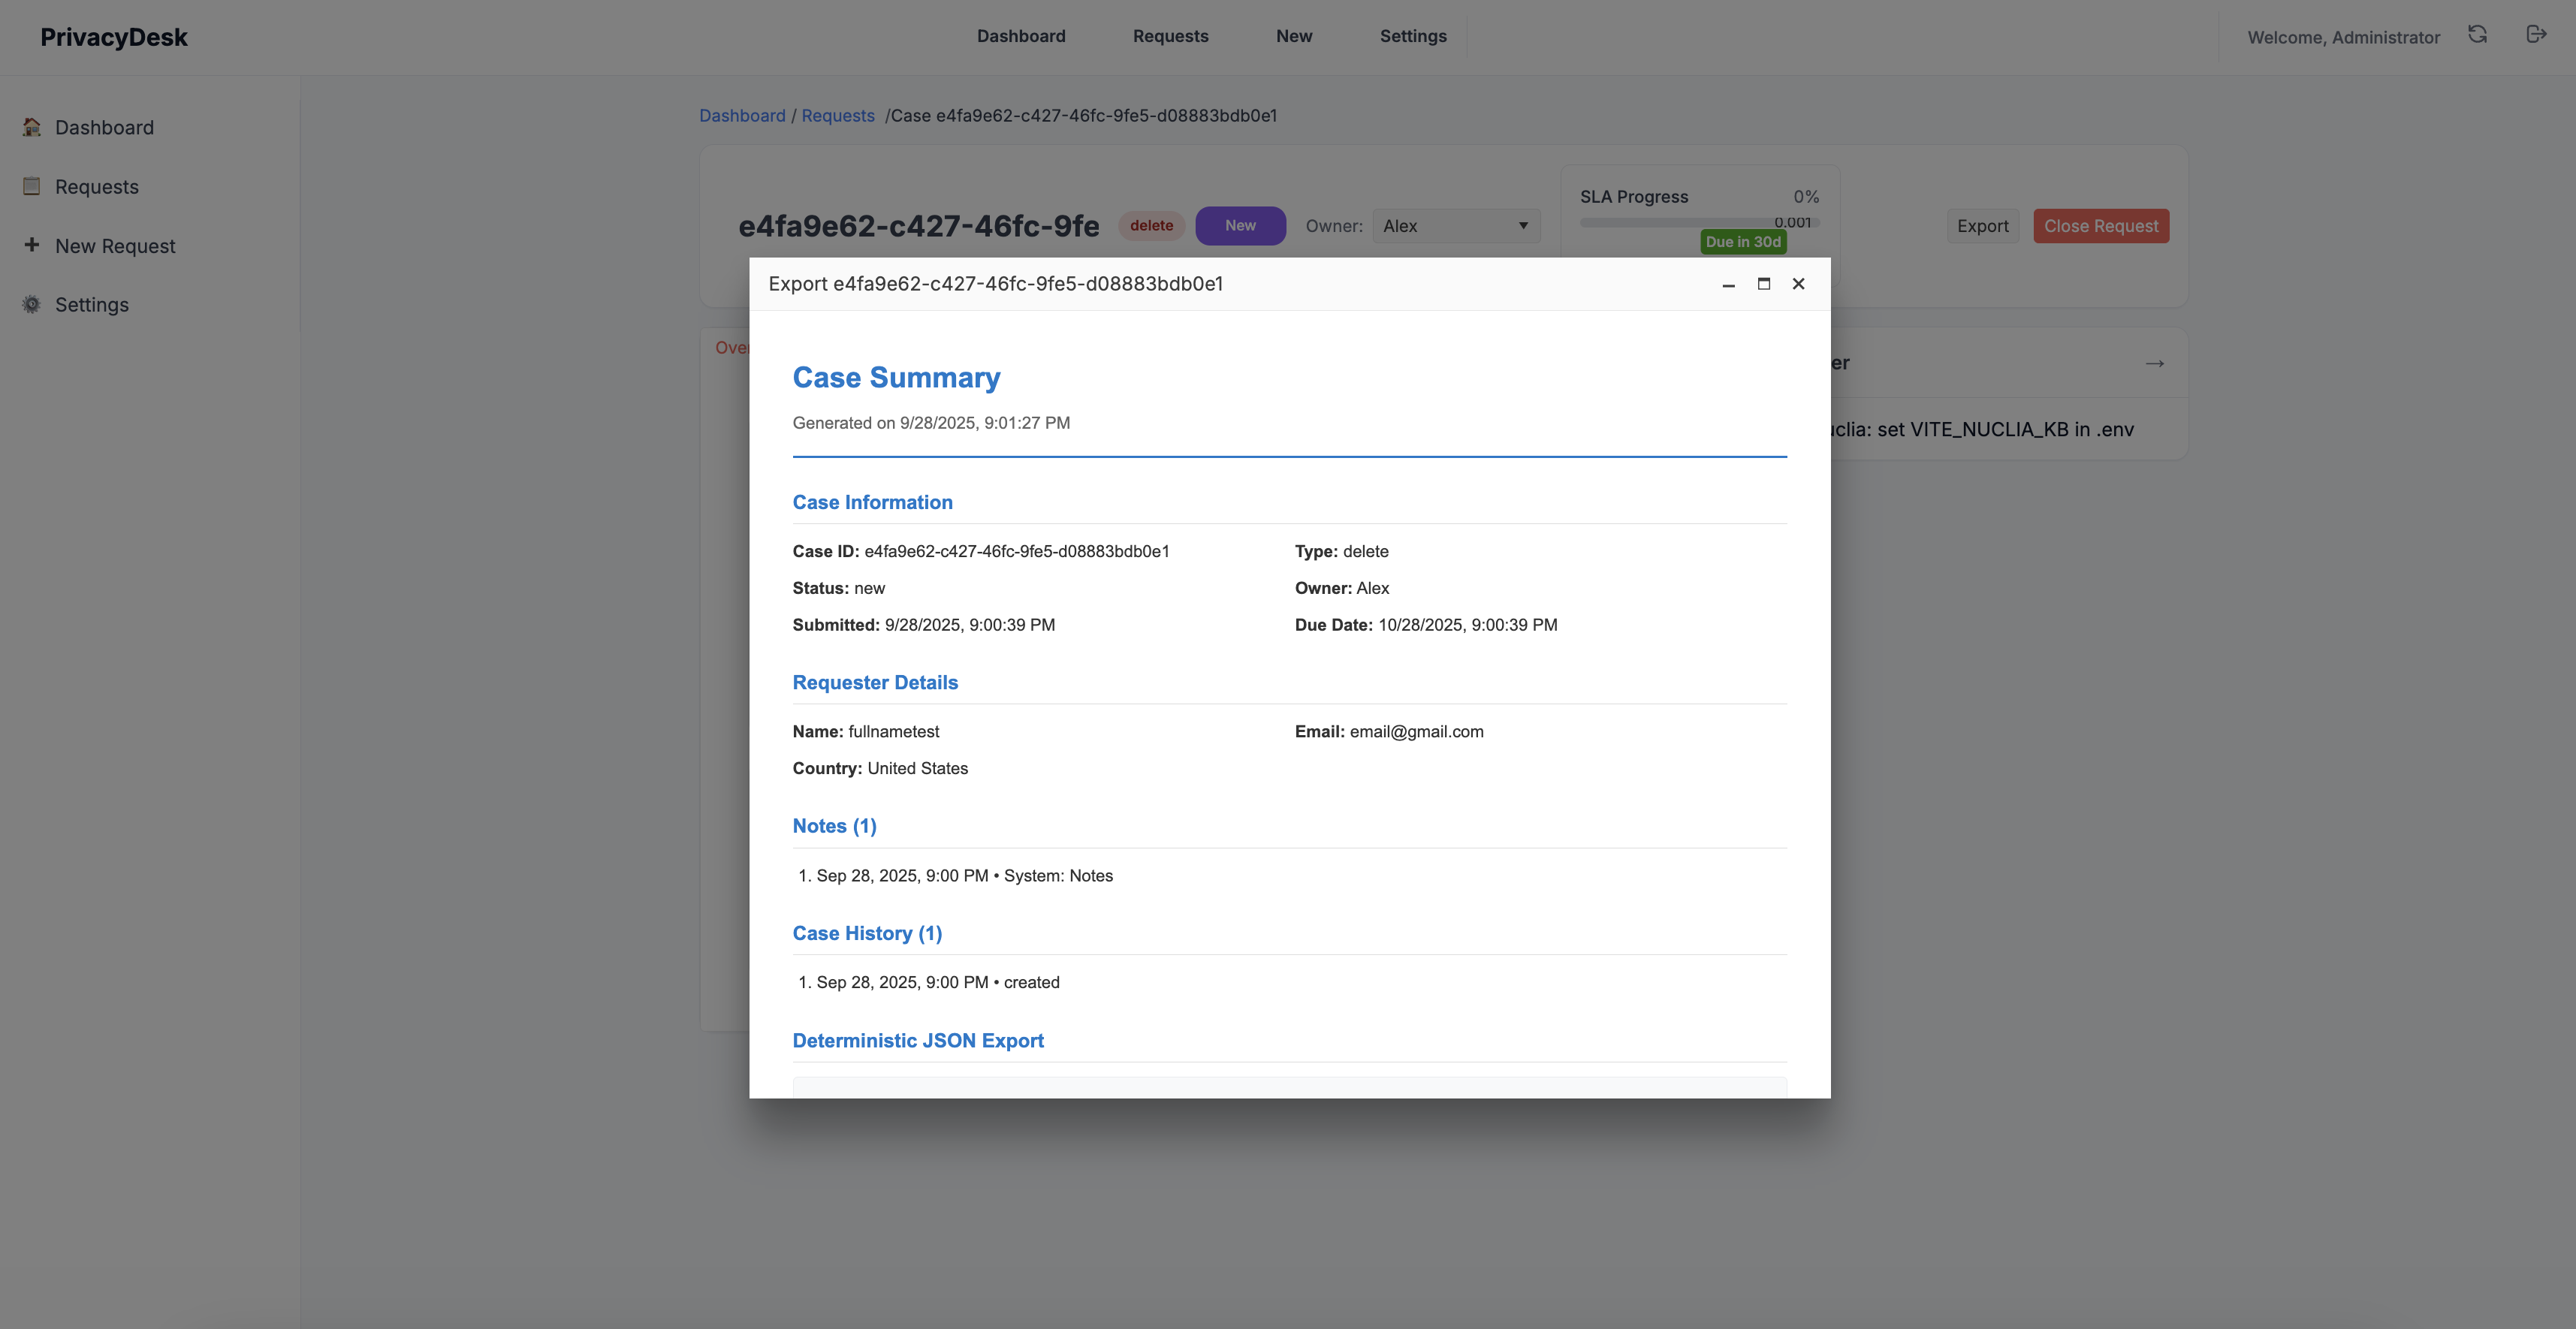 PrivacyDesk
Dashboard Requests New Settings
Welcome, Administrator
Dashboard
Requests
New Request
Settings
Dashboard / Requests /Case e4fa9e62-c427-46fc-9fe5-d08883bdb0e1
e4fa9e62-c427-46fc-9fe delete New Owner: Alex
SLA Progress 0%
0.001
Due in 30d
Export Close Request
Export e4fa9e62-c427-46fc-9fe5-d08883bdb0e1
Case Summary
Generated on 9/28/2025, 9:01:27 PM
Case Information
Case ID: e4fa9e62-c427-46fc-9fe5-d08883bdb0e1 Type: delete
Status: new Owner: Alex
Submitted: 9/28/2025, 9:00:39 PM Due Date: 10/28/2025, 9:00:39 PM
Requester Details
Name: fullnametest Email: email@gmail.com
Country: United States
Notes (1)
1. Sep 28, 2025, 9:00 PM • System: Notes
Case History (1)
1. Sep 28, 2025, 9:00 PM • created
Deterministic JSON Export
er →
uclia: set VITE_NUCLIA_KB in .env